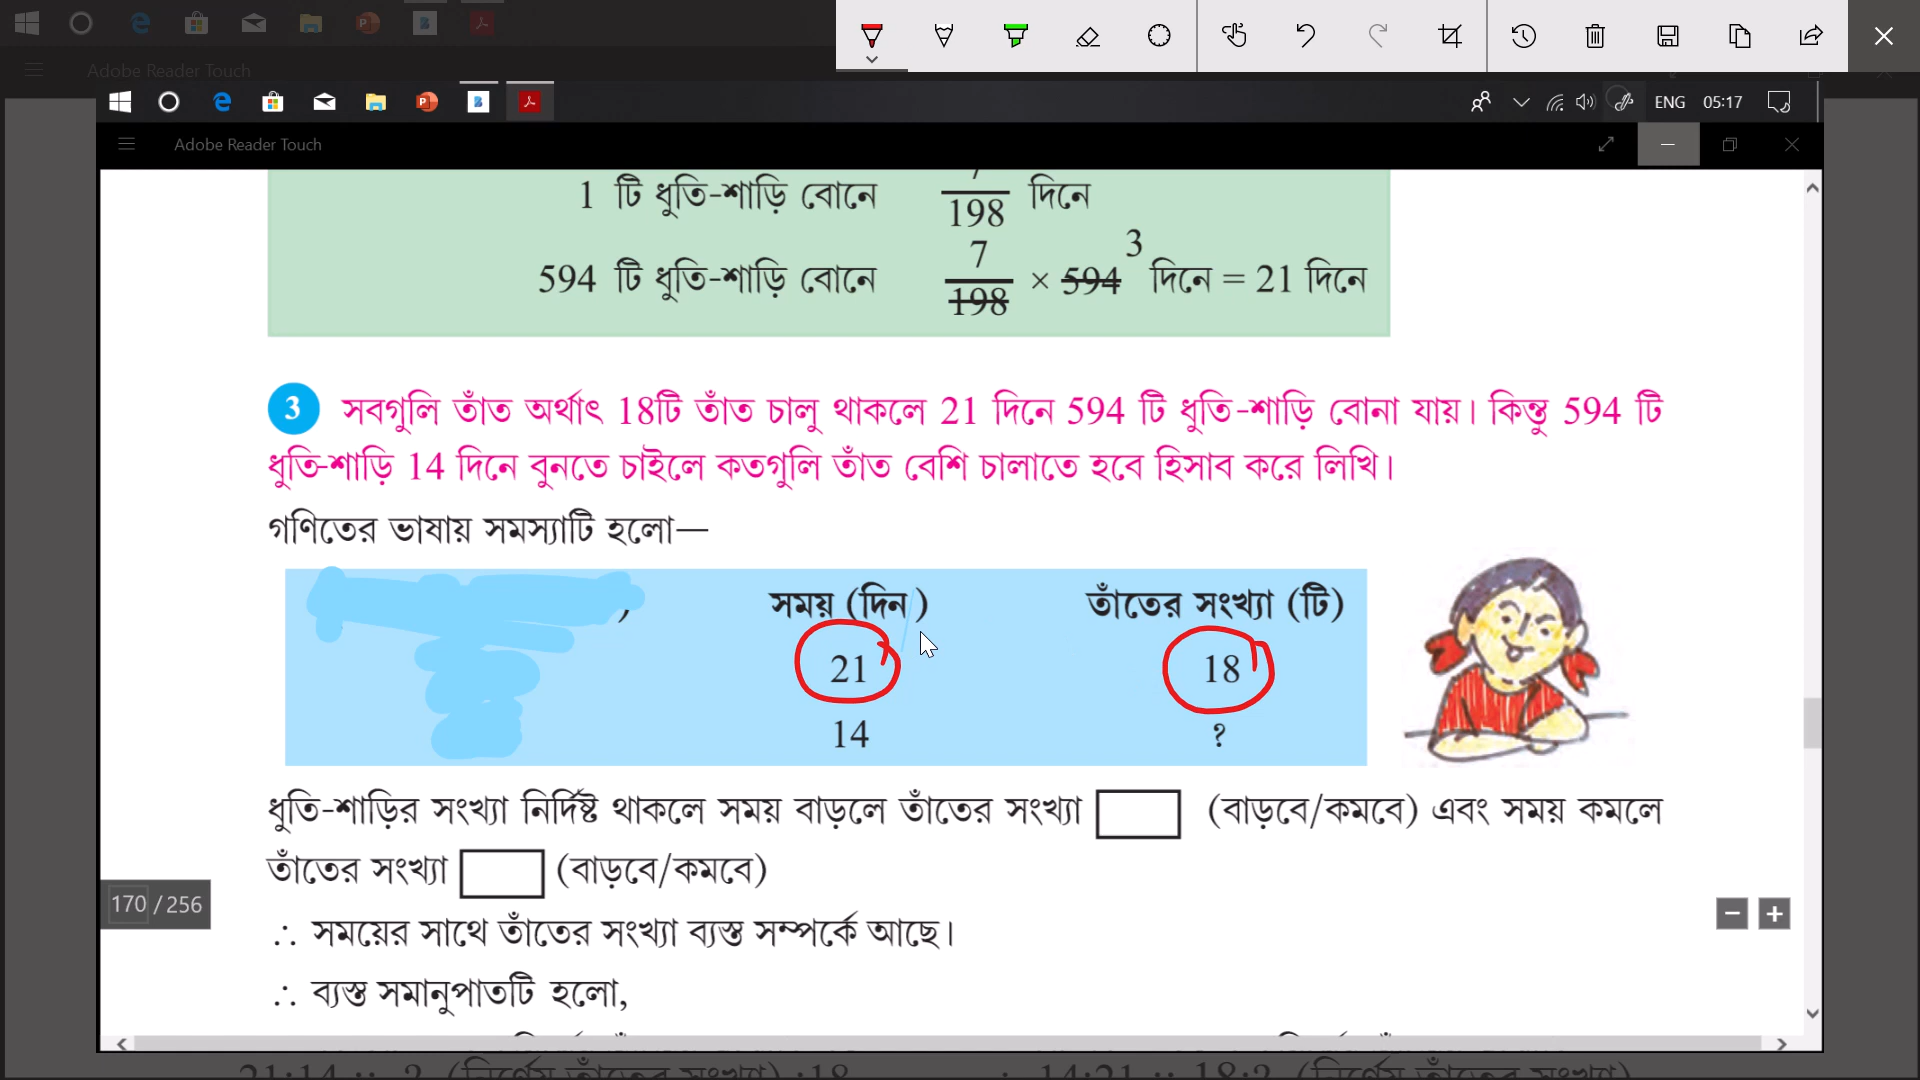 Adobe Reader Touch
ENG 05:17
Adobe Reader Touch
1 টি ধুতি-শাড়ি বোনে 7/198 দিনে
594 টি ধুতি-শাড়ি বোনে 7/198 × 594 3 দিনে = 21 দিনে
3 সবগুলি তাঁত অর্থাৎ 18টি তাঁত চালু থাকলে 21 দিনে 594 টি ধুতি-শাড়ি বোনা যায়। কিন্তু 594 টি
ধুতি-শাড়ি 14 দিনে বুনতে চাইলে কতগুলি তাঁত বেশি চালাতে হবে হিসাব করে লিখি।
গণিতের ভাষায় সমস্যাটি হলো—
সময় (দিন) তাঁতের সংখ্যা (টি)
21 18
14 ?
ধুতি-শাড়ির সংখ্যা নির্দিষ্ট থাকলে সময় বাড়লে তাঁতের সংখ্যা (বাড়বে/কমবে) এবং সময় কমলে
তাঁতের সংখ্যা (বাড়বে/কমবে)
170 / 256
∴ সময়ের সাথে তাঁতের সংখ্যা ব্যস্ত সম্পর্কে আছে।
∴ ব্যস্ত সমানুপাতটি হলো,